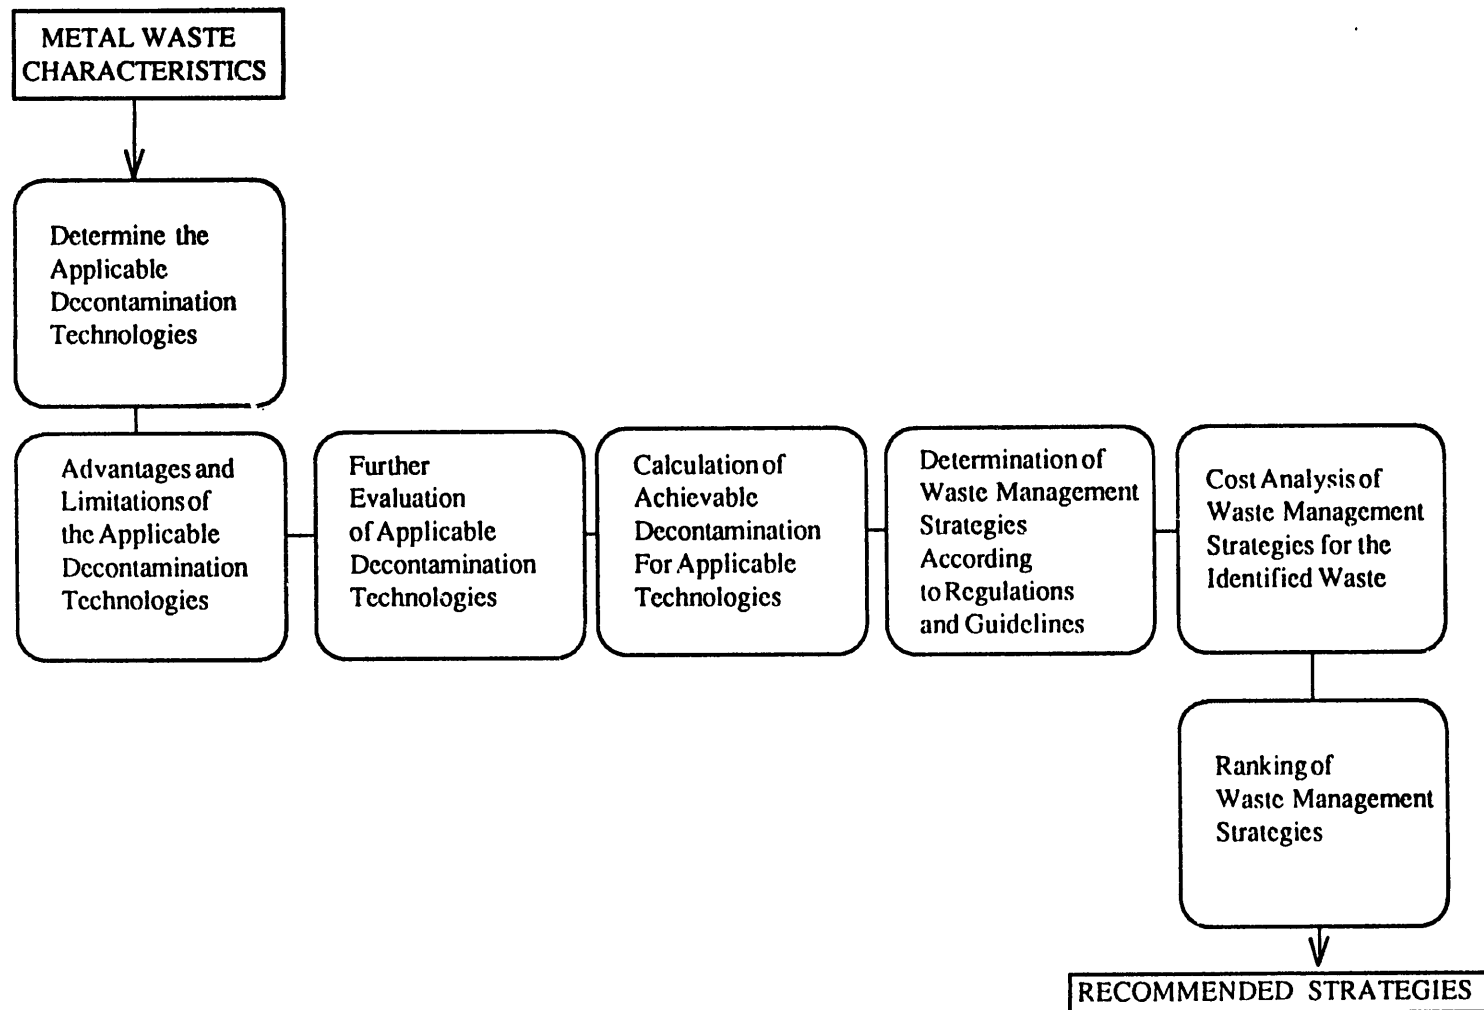 METAL WASTE
CHARACTERISTICS
Determine the
Applicable
Decontamination
Technologies
Advantages and
Limitations of
the Applicable
Decontamination
Technologies
Further
Evaluation
of Applicable
Decontamination
Technologies
Calculation of
Achievable
Decontamination
For Applicable
Technologies
Determination of
Waste Management
Strategies
According
to Regulations
and Guidelines
Cost Analysis of
Waste Management
Strategies for the
Identified Waste
Ranking of
Waste Management
Strategies
RECOMMENDED STRATEGIES